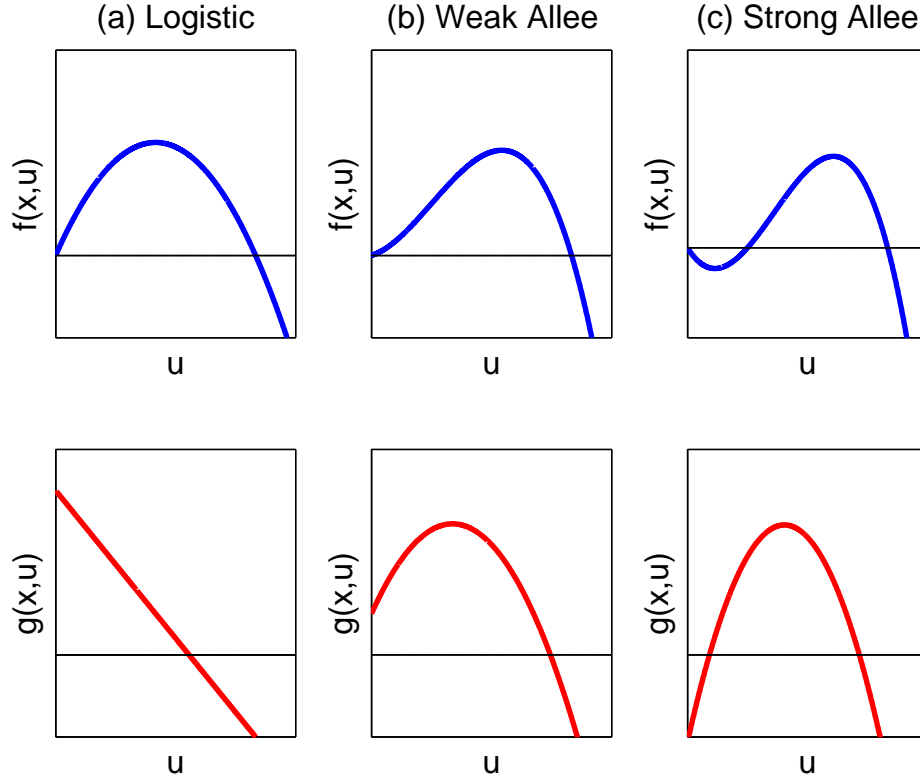 (a) Logistic
(b) Weak Allee
(c) Strong Allee
f(x,u)
f(x,u)
f(x,u)
u
u
u
g(x,u)
g(x,u)
g(x,u)
u
u
u